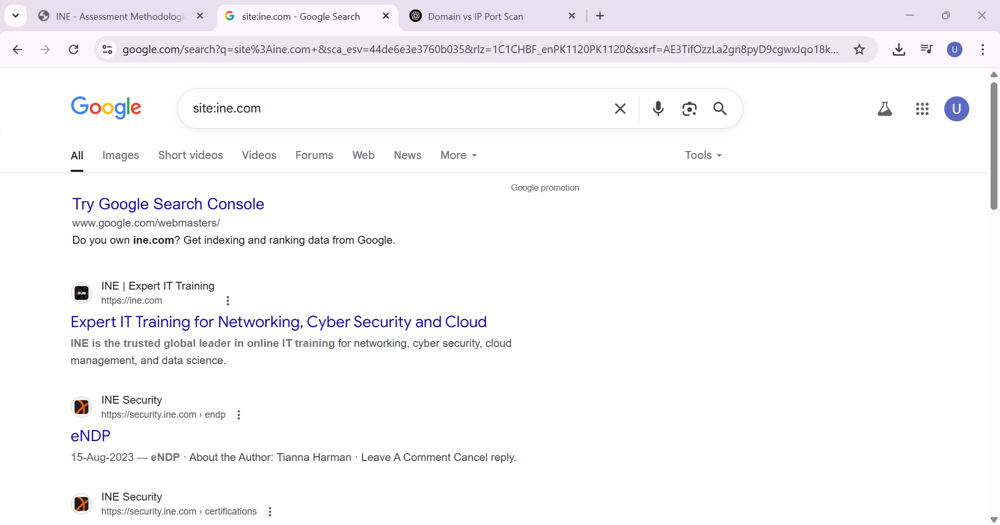 INE - Assessment Methodologie
site:ine.com - Google Search
Domain vs IP Port Scan
google.com/search?q=site%3Aine.com+&sca_esv=44de6e3e3760b035&rlz=1C1CHBF_enPK1120PK1120&sxsrf=AE3TifOzzLa2gn8pyD9cgwxJqo18k...
U
Google
site:ine.com
U
All
Images
Short videos
Videos
Forums
Web
News
More
Tools
Google promotion
Try Google Search Console
www.google.com/webmasters/
Do you own ine.com? Get indexing and ranking data from Google.
INE
INE | Expert IT Training
https://ine.com
Expert IT Training for Networking, Cyber Security and Cloud
INE is the trusted global leader in online IT training for networking, cyber security, cloud
management, and data science.
INE Security
https://security.ine.com › endp
eNDP
15-Aug-2023 — eNDP · About the Author: Tianna Harman · Leave A Comment Cancel reply.
INE Security
https://security.ine.com › certifications